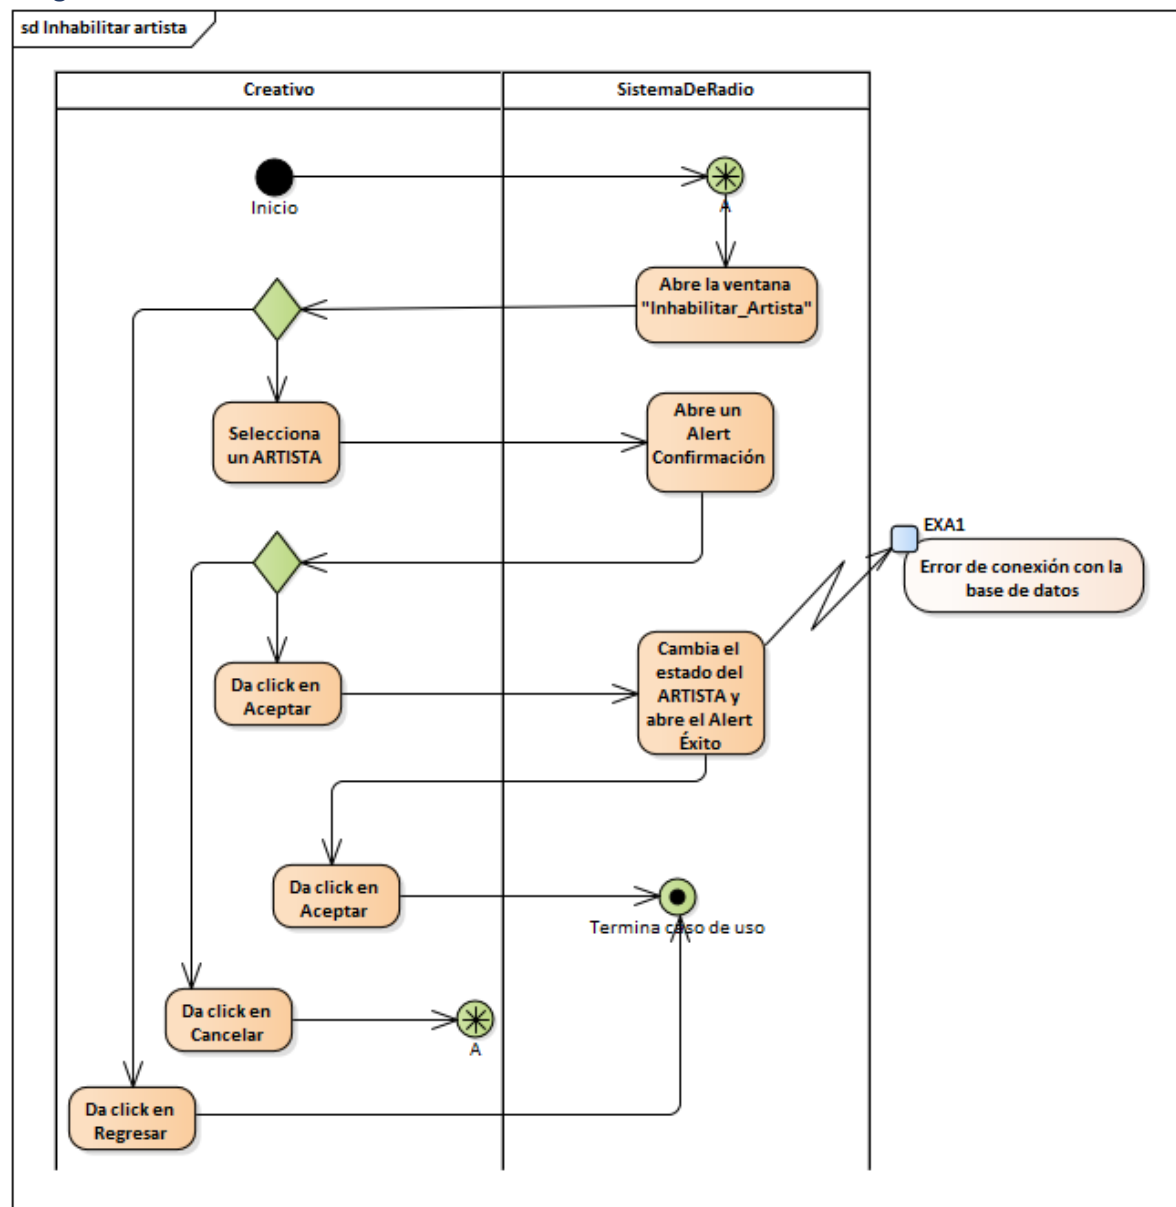 sd Inhabilitar artista
Creativo
SistemaDeRadio
Inicio
A
Abre la ventana
"Inhabilitar_Artista"
Selecciona
un ARTISTA
Abre un
Alert
Confirmación
EXA1
Error de conexión con la
base de datos
Da click en
Aceptar
Cambia el
estado del
ARTISTA y
abre el Alert
Éxito
Da click en
Aceptar
Termina caso de uso
Da click en
Cancelar
A
Da click en
Regresar